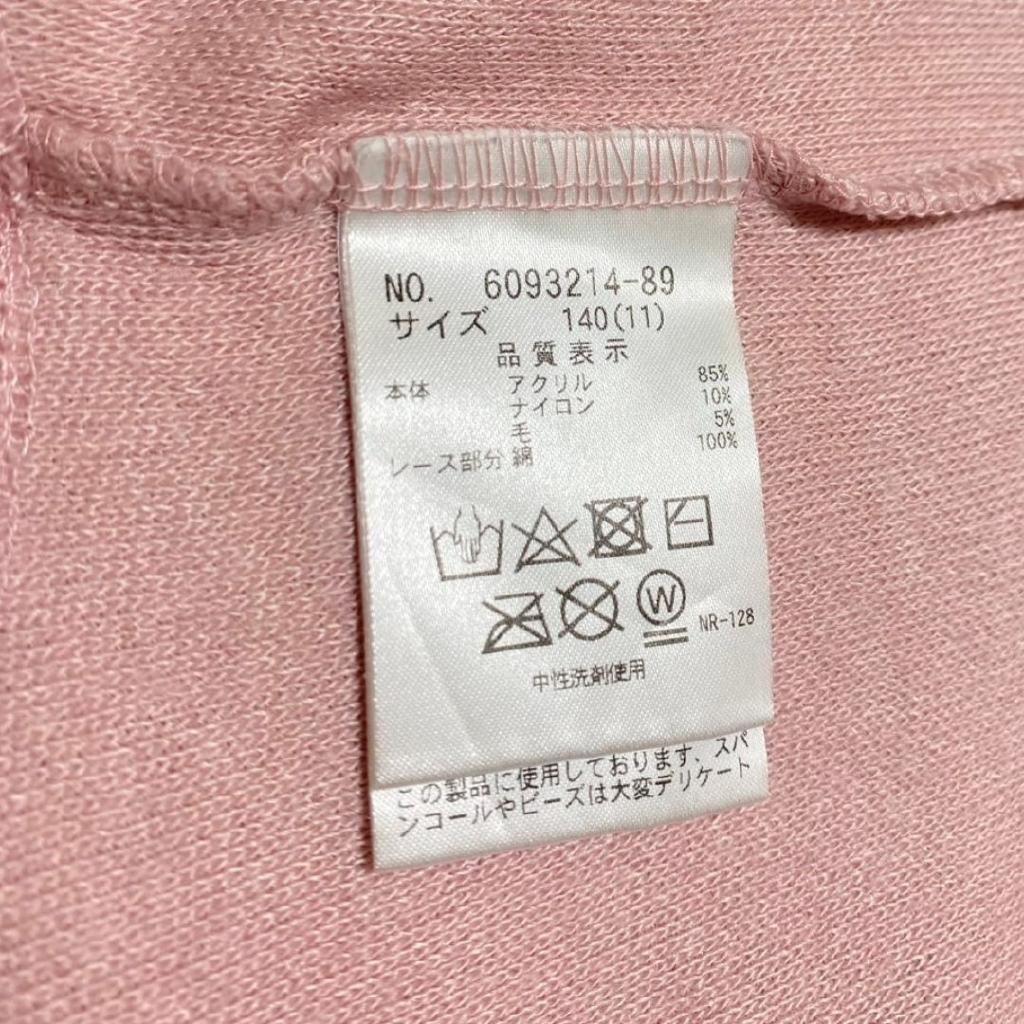 NO. 6093214-89
サイズ 140(11)
品質表示
本体 アクリル 85%
ナイロン 10%
毛 5%
レース部分 綿 100%
W NR-128
中性洗剤使用
この製品に使用しております、スパ
ンコールやビーズは大変デリケート